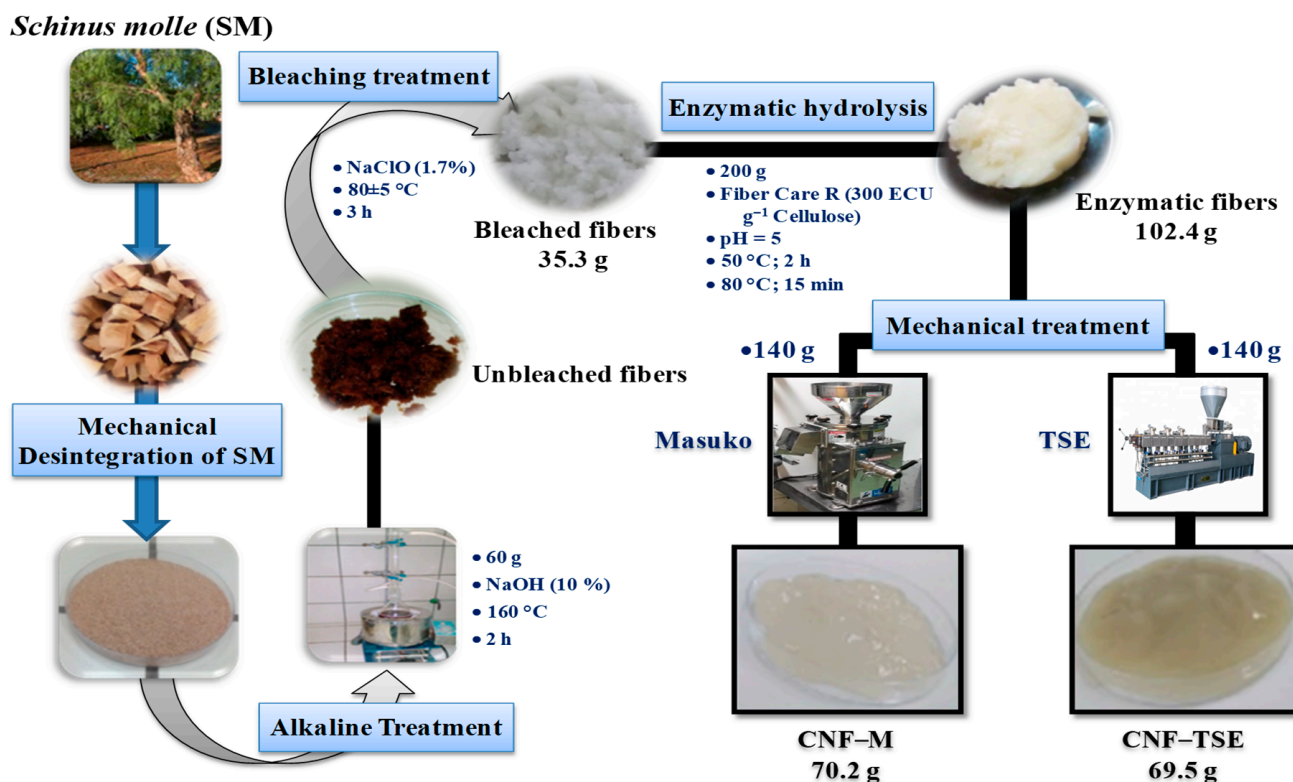 Schinus molle (SM)
Bleaching treatment
Enzymatic hydrolysis
• NaClO (1.7%)
• 80±5 °C
• 3 h
Bleached fibers
35.3 g
• 200 g
• Fiber Care R (300 ECU
g⁻¹ Cellulose)
• pH = 5
• 50 °C; 2 h
• 80 °C; 15 min
Enzymatic fibers
102.4 g
Mechanical treatment
Unbleached fibers
•140 g
•140 g
Masuko
TSE
Mechanical
Desintegration of SM
• 60 g
• NaOH (10 %)
• 160 °C
• 2 h
Alkaline Treatment
CNF–M
70.2 g
CNF–TSE
69.5 g